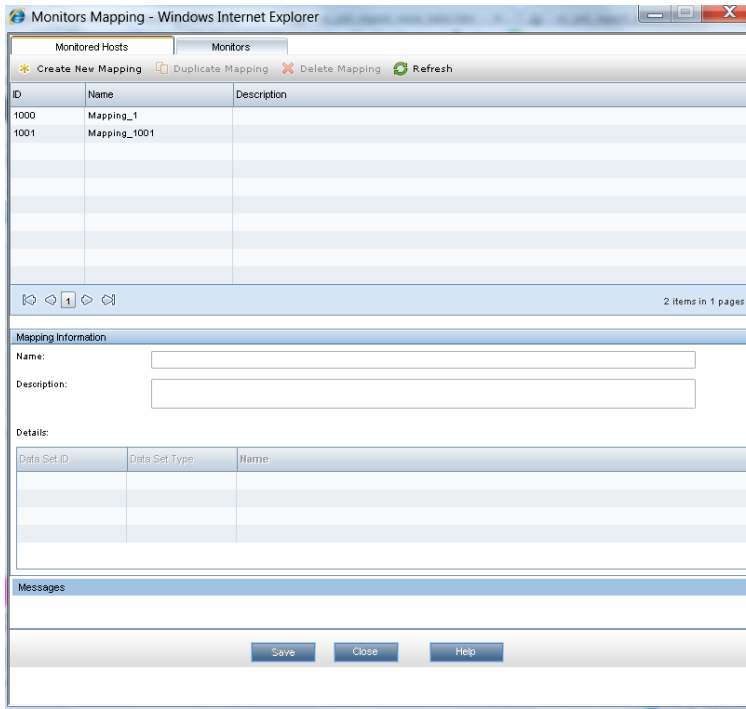 Monitors Mapping - Windows Internet Explorer
Monitored Hosts Monitors
Create New Mapping Duplicate Mapping Delete Mapping Refresh
ID Name Description
1000 Mapping_1
1001 Mapping_1001
1 2 items in 1 pages
Mapping Information
Name:
Description:
Details:
Data Set ID Data Set Type Name
Messages
Save Close Help